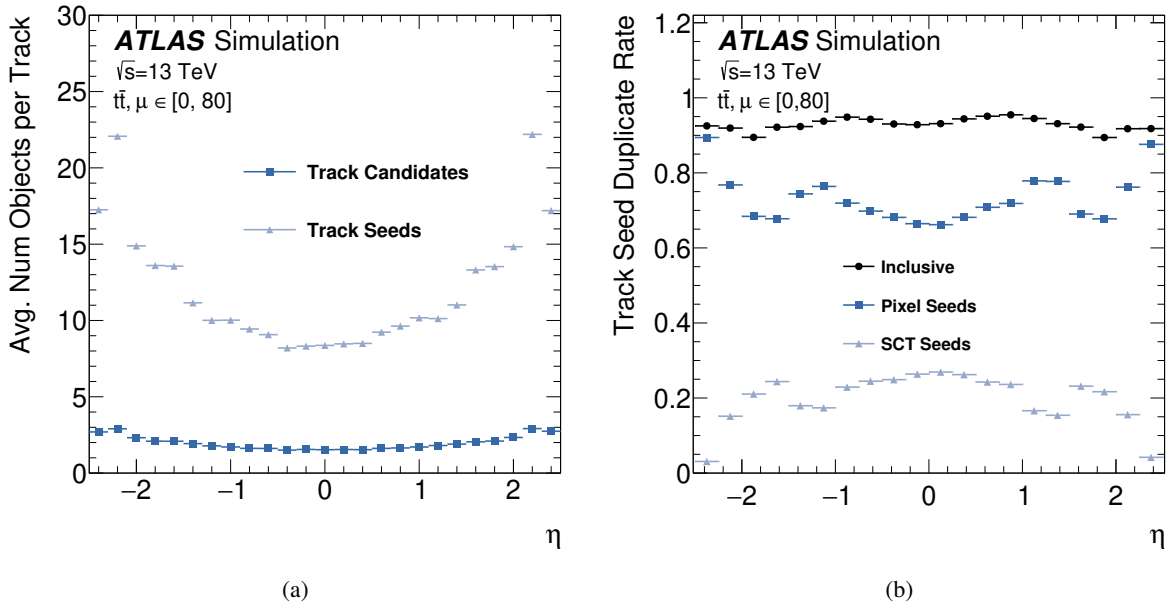 Avg. Num Objects per Track
30
25
20
15
10
5
0
ATLAS Simulation
√s=13 TeV
tt̄, μ ∈ [0, 80]
Track Candidates
Track Seeds
−2 −1 0 1 2
η
(a)
Track Seed Duplicate Rate
1.2
1
0.8
0.6
0.4
0.2
0
ATLAS Simulation
√s=13 TeV
tt̄, μ ∈ [0,80]
Inclusive
Pixel Seeds
SCT Seeds
−2 −1 0 1 2
η
(b)